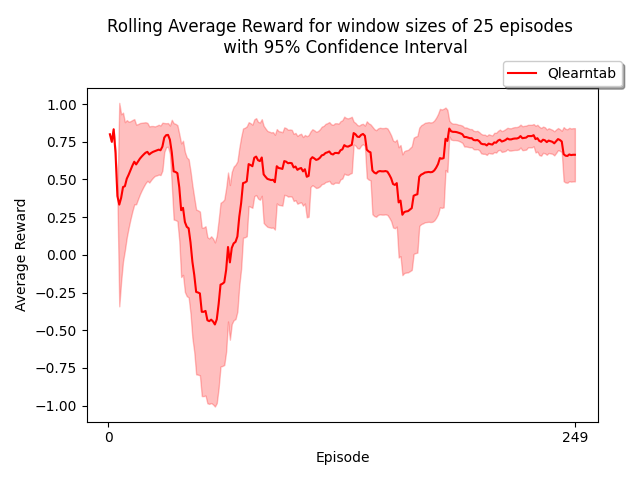 Rolling Average Reward for window sizes of 25 episodes
with 95% Confidence Interval
Qlearntab
1.00
0.75
0.50
0.25
0.00
−0.25
−0.50
−0.75
−1.00
Average Reward
0
249
Episode